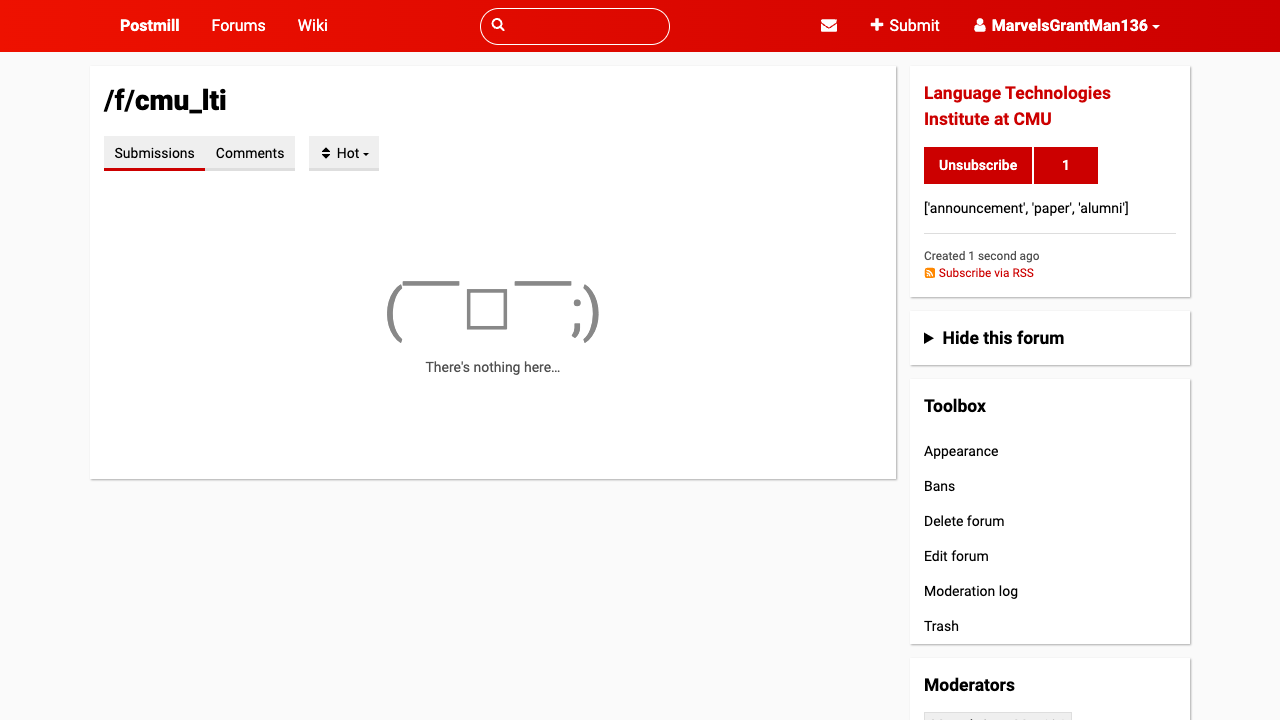 Postmill Forums Wiki Submit MarvelsGrantMan136
/f/cmu_lti
Submissions Comments Hot
(￣□￣;)
There's nothing here…
Language Technologies
Institute at CMU
Unsubscribe 1
['announcement', 'paper', 'alumni']
Created 1 second ago
Subscribe via RSS
Hide this forum
Toolbox
Appearance
Bans
Delete forum
Edit forum
Moderation log
Trash
Moderators